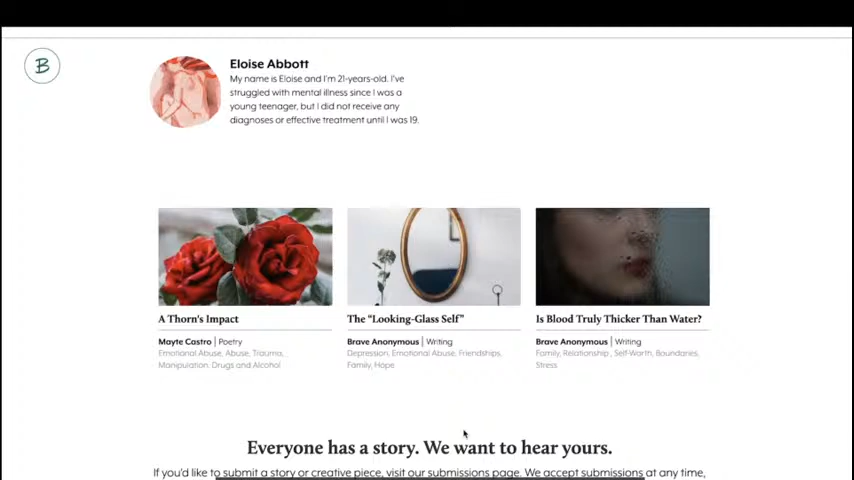 B
Eloise Abbott
My name is Eloise and I'm 21-years-old. I've
struggled with mental illness since I was a
young teenager, but I did not receive any
diagnoses or effective treatment until I was 19.
A Thorn's Impact
Mayte Castro | Poetry
Emotional Abuse, Abuse, Trauma,
Manipulation, Drugs and Alcohol
The “Looking-Glass Self”
Brave Anonymous | Writing
Depression, Emotional Abuse, Friendships,
Family, Hope
Is Blood Truly Thicker Than Water?
Brave Anonymous | Writing
Family, Relationship , Self-Worth, Boundaries,
Stress
Everyone has a story. We want to hear yours.
If you'd like to submit a story or creative piece, visit our submissions page. We accept submissions at any time,